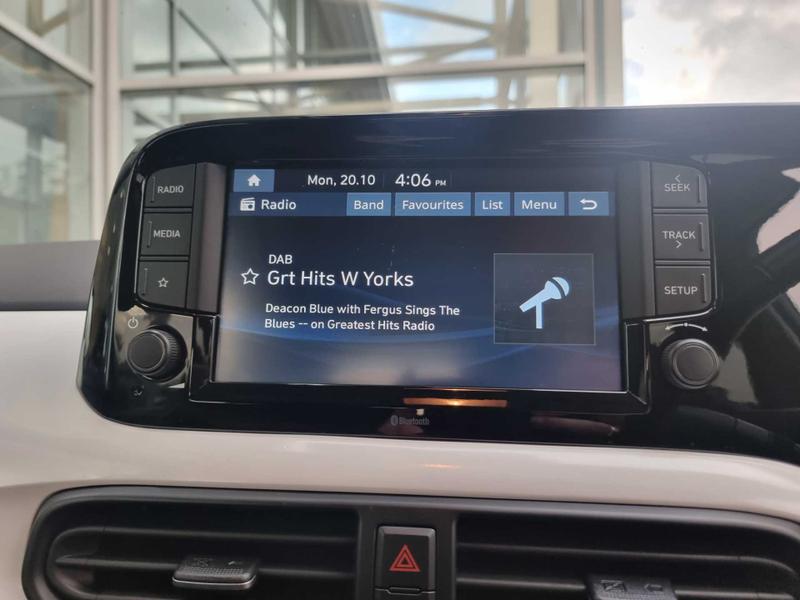 Mon, 20.10 4:06 PM
RADIO
MEDIA
Radio Band Favourites List Menu
DAB
Grt Hits W Yorks
Deacon Blue with Fergus Sings The
Blues -- on Greatest Hits Radio
SEEK
TRACK
SETUP
Bluetooth